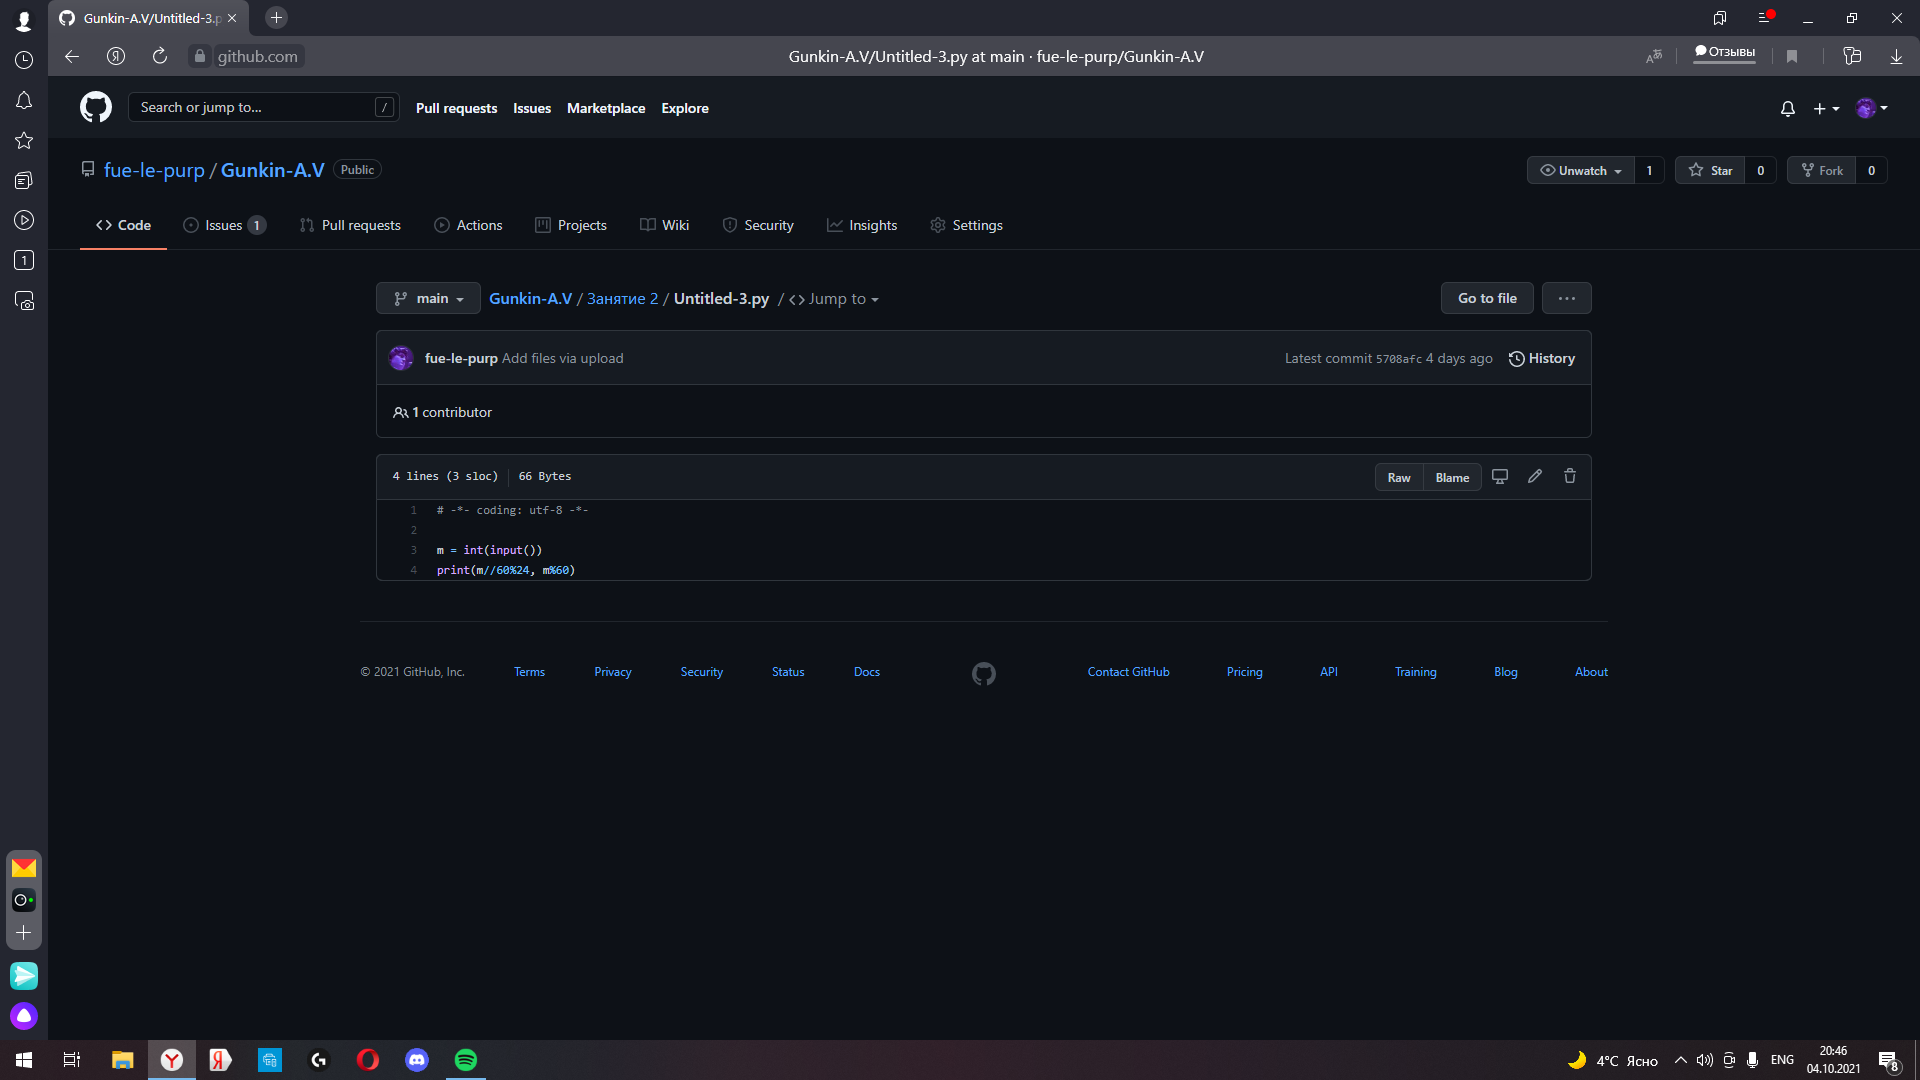 Gunkin-A.V/Untitled-3.p
github.com
Gunkin-A.V/Untitled-3.py at main · fue-le-purp/Gunkin-A.V
Отзывы
Search or jump to...
/
Pull requests
Issues
Marketplace
Explore
fue-le-purp / Gunkin-A.V
Public
Unwatch
1
Star
0
Fork
0
Code
Issues 1
Pull requests
Actions
Projects
Wiki
Security
Insights
Settings
1
main
Gunkin-A.V / Занятие 2 / Untitled-3.py / <> Jump to
Go to file
...
fue-le-purp Add files via upload
Latest commit 5708afc 4 days ago
History
1 contributor
4 lines (3 sloc)
66 Bytes
Raw
Blame
1 # -*- coding: utf-8 -*-
2
3 m = int(input())
4 print(m//60%24, m%60)
© 2021 GitHub, Inc.
Terms
Privacy
Security
Status
Docs
Contact GitHub
Pricing
API
Training
Blog
About
4°C Ясно
ENG
20:46
04.10.2021
8